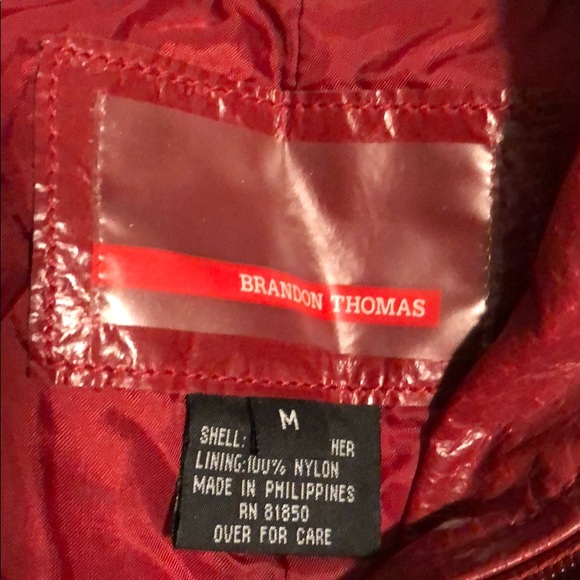 BRANDON THOMAS
M
SHELL: HER
LINING:100% NYLON
MADE IN PHILIPPINES
RN 81850
OVER FOR CARE